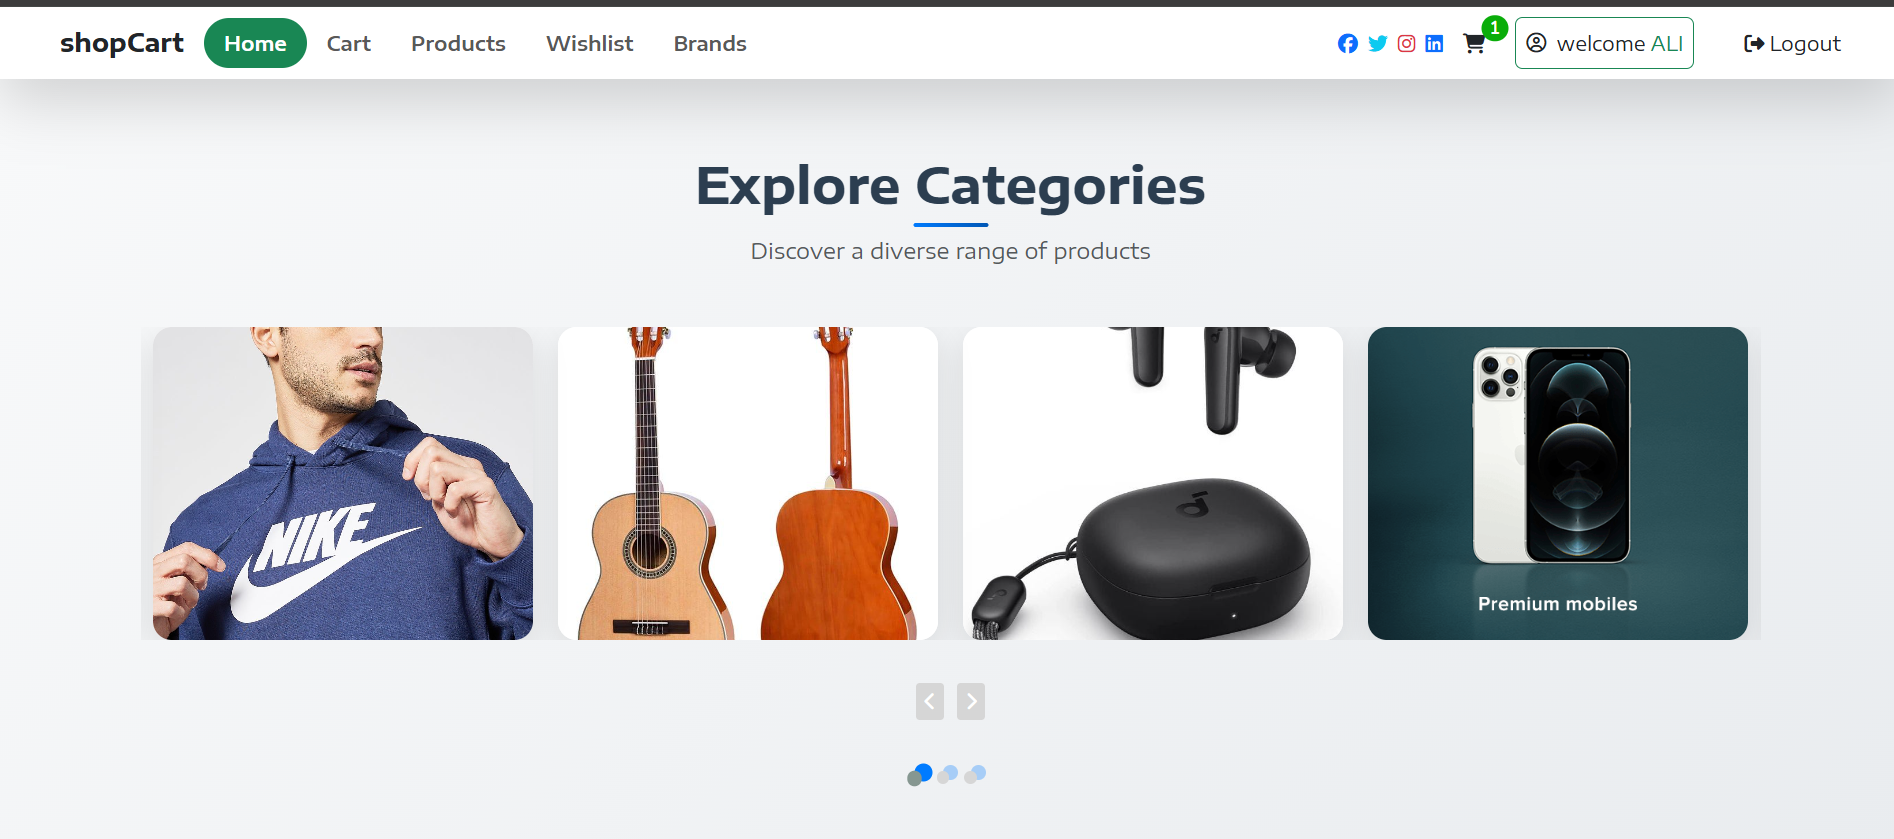 shopCart Home Cart Products Wishlist Brands 1 welcome ALI Logout
Explore Categories
Discover a diverse range of products
NIKE
Premium mobiles